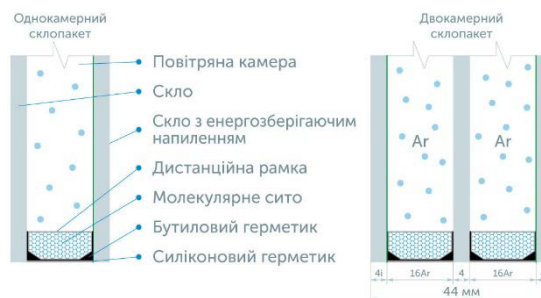 Однокамерний
склопакет
Двокамерний
склопакет
Повітряна камера
Скло
Скло з енергозберігаючим
напиленням
Дистанційна рамка
Молекулярне сито
Бутиловий герметик
Силіконовий герметик
Ar
Ar
4i
16Ar
4
16Ar
44 мм